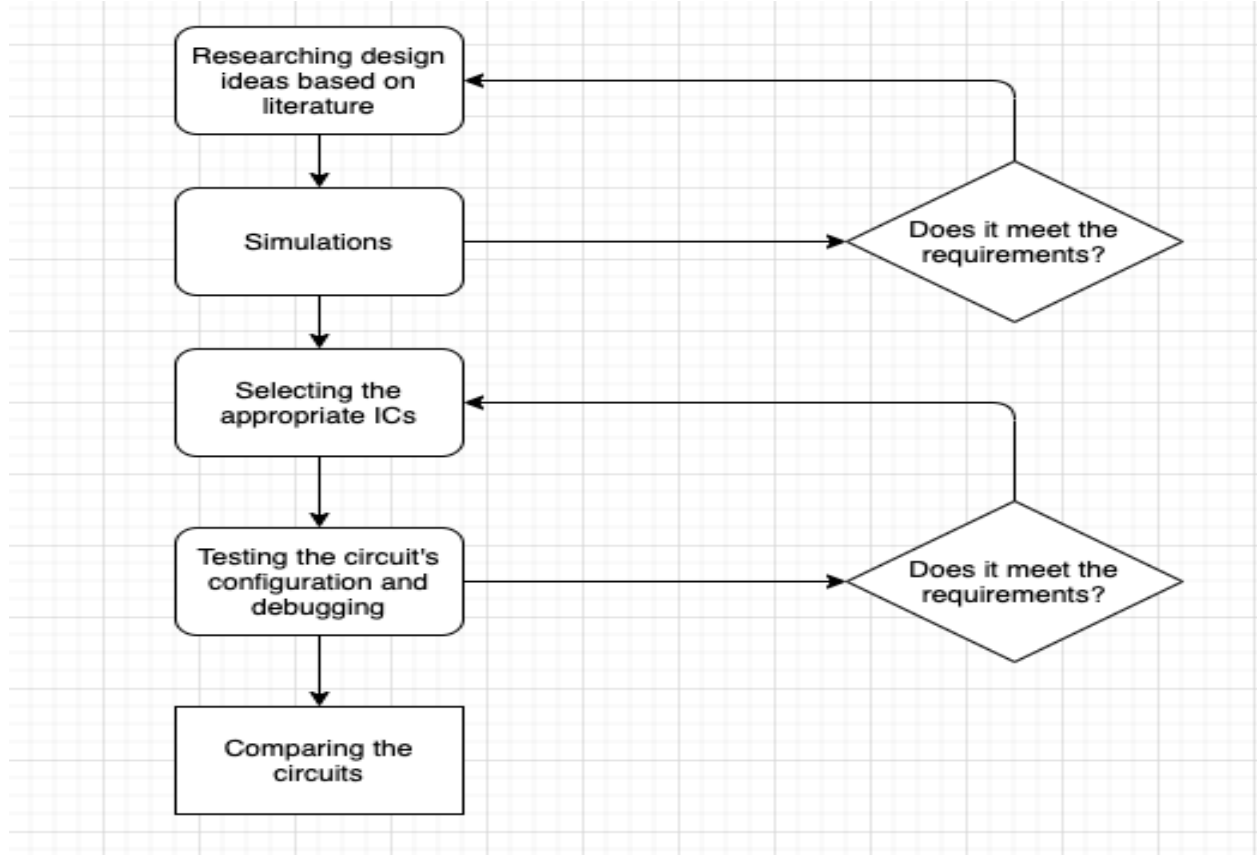 Researching design
ideas based on
literature
Simulations
Does it meet the
requirements?
Selecting the
appropriate ICs
Testing the circuit's
configuration and
debugging
Does it meet the
requirements?
Comparing the
circuits